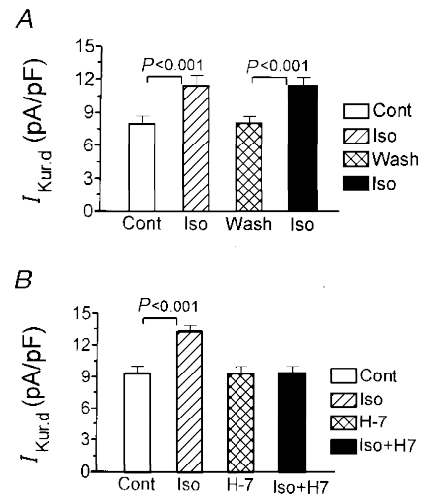 A
I Kur.d (pA/pF)
15
12
9
6
3
0
P<0.001
P<0.001
Cont
Iso
Wash
Iso
Cont Iso Wash Iso
B
I Kur.d (pA/pF)
15
12
9
6
3
0
P<0.001
Cont
Iso
H-7
Iso+H7
Cont Iso H-7 Iso+H7